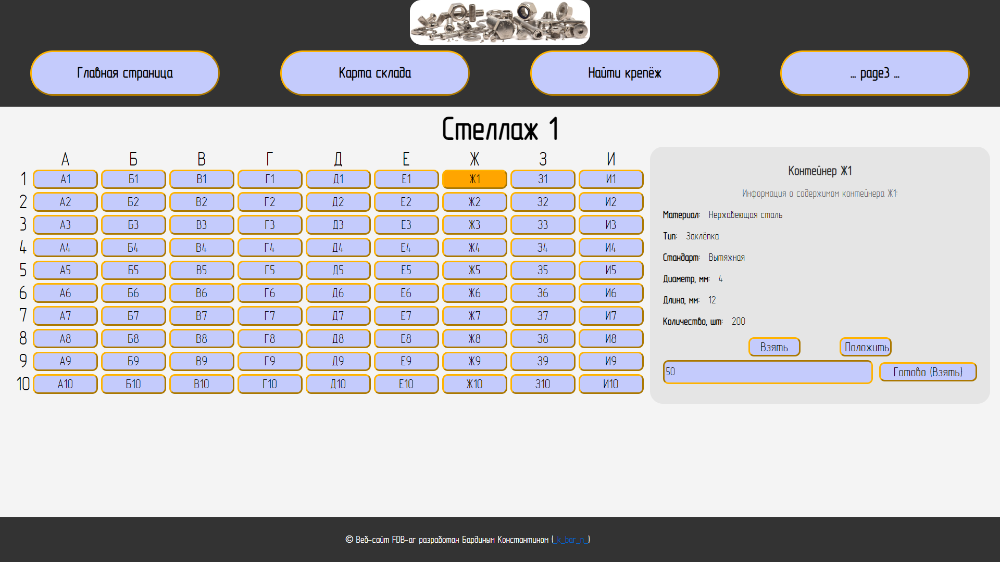 Главная страница Карта склада Найти крепёж ... page3 ...
Стеллаж 1
А Б В Г Д Е Ж З И
1 А1 Б1 В1 Г1 Д1 Е1 Ж1 З1 И1
2 А2 Б2 В2 Г2 Д2 Е2 Ж2 З2 И2
3 А3 Б3 В3 Г3 Д3 Е3 Ж3 З3 И3
4 А4 Б4 В4 Г4 Д4 Е4 Ж4 З4 И4
5 А5 Б5 В5 Г5 Д5 Е5 Ж5 З5 И5
6 А6 Б6 В6 Г6 Д6 Е6 Ж6 З6 И6
7 А7 Б7 В7 Г7 Д7 Е7 Ж7 З7 И7
8 А8 Б8 В8 Г8 Д8 Е8 Ж8 З8 И8
9 А9 Б9 В9 Г9 Д9 Е9 Ж9 З9 И9
10 А10 Б10 В10 Г10 Д10 Е10 Ж10 З10 И10
Контейнер Ж1
Информация о содержимом контейнера Ж1:
Материал: Нержавеющая сталь
Тип: Заклёпка
Стандарт: Вытяжная
Диаметр, мм: 4
Длина, мм: 12
Количество, шт: 200
Взять Положить
50 Готово (Взять)
© Веб-сайт FDB-ar разработан Бардиным Константином (_k_bar_n_)